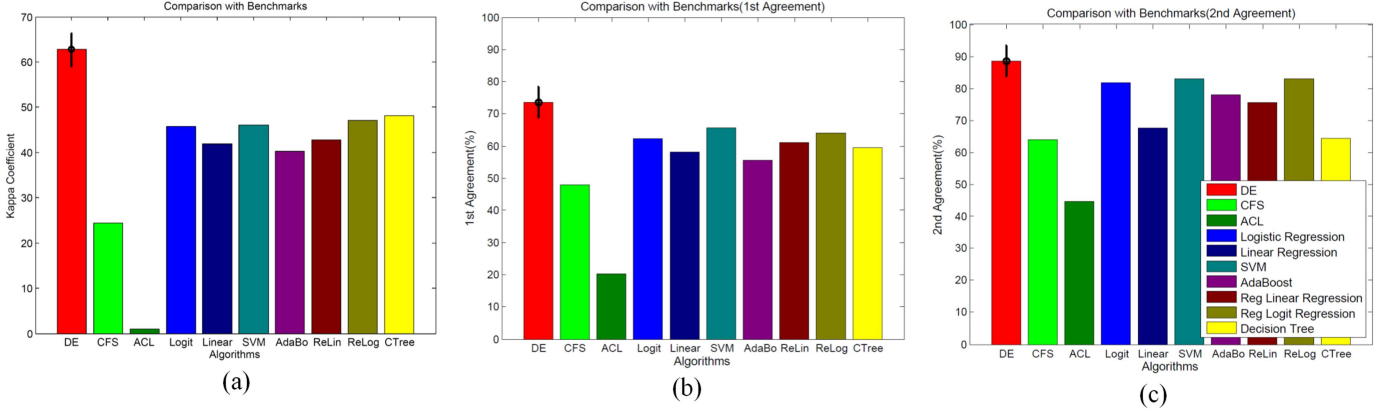 Comparison with Benchmarks
Kappa Coefficient
70
60
50
40
30
20
10
0
DE CFS ACL Logit Linear SVM AdaBo ReLin ReLog CTree
Algorithms
(a)
Comparison with Benchmarks(1st Agreement)
1st Agreement(%)
100
90
80
70
60
50
40
30
20
10
0
DE CFS ACL Logit Linear SVM AdaBo ReLin ReLog CTree
Algorithms
(b)
Comparison with Benchmarks(2nd Agreement)
2nd Agreement(%)
100
90
80
70
60
50
40
30
20
10
0
DE
CFS
ACL
Logistic Regression
Linear Regression
SVM
AdaBoost
Reg Linear Regression
Reg Logit Regression
Decision Tree
DE CFS ACL Logit Linear SVM AdaBo ReLin ReLog CTree
Algorithms
(c)